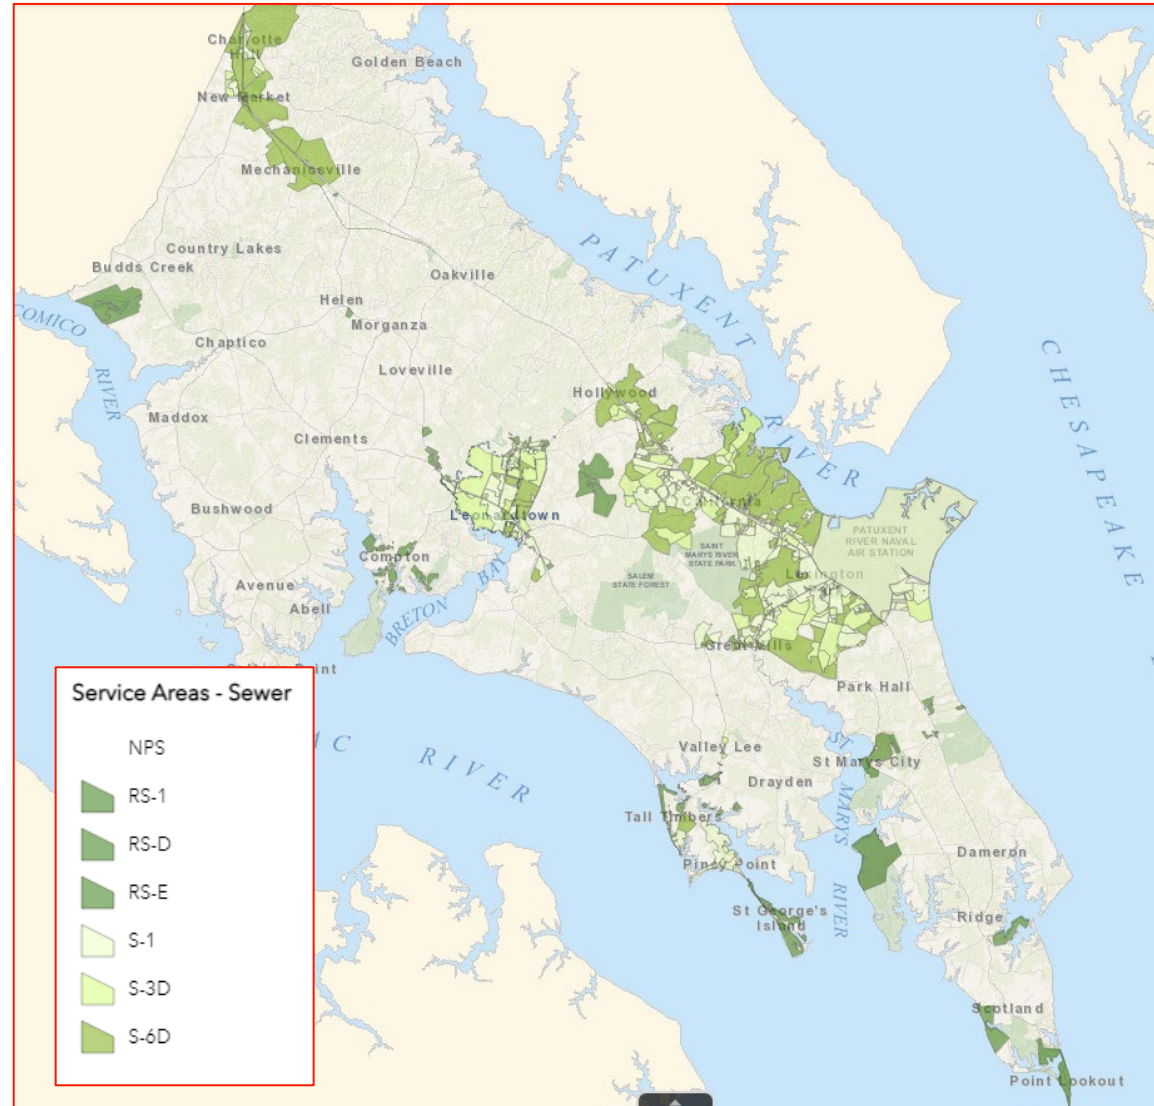 Charlotte
Hall
Golden Beach
New Market
Mechanicsville
PATUXENT
RIVER
CHESAPEAKE
Country Lakes
Budds Creek
Oakville
Helen
Morganza
COMICO
RIVER
Chaptico
Loveville
Hollywood
Maddox
Clements
California
Bushwood
Leonardtown
PATUXENT
RIVER NAVAL
AIR STATION
SAINT
MARYS RIVER
STATE PARK
Compton
Lexington
SALEM
STATE FOREST
Avenue
Abell
BRETON BAY
Great Mills
Point
Park Hall
Service Areas - Sewer
NPS
RS-1
RS-D
RS-E
S-1
S-3D
S-6D
IC RIVER
Valley Lee
ST
MARYS
RIVER
St Marys City
Drayden
Tall Timbers
Piney Point
Dameron
St George's
Island
Ridge
Scotland
Point Lookout